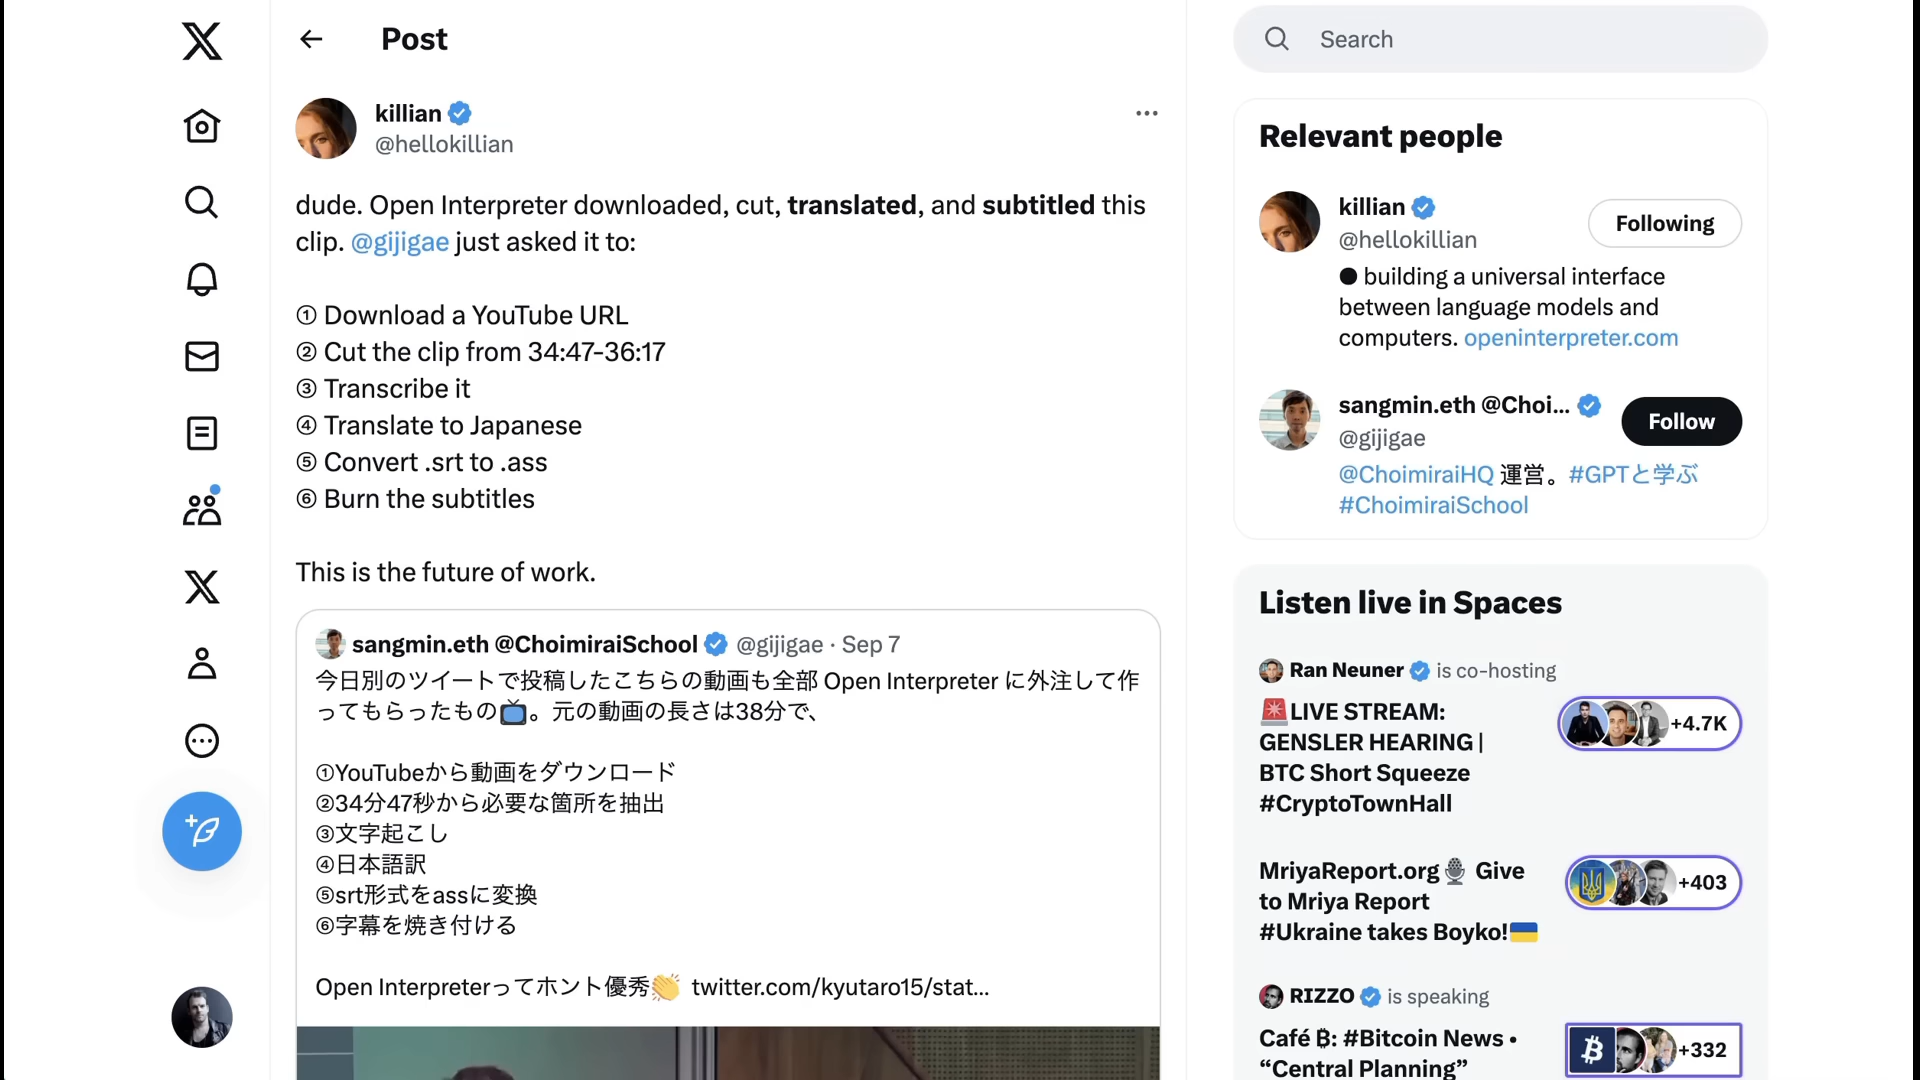 Post
killian
@hellokillian
dude. Open Interpreter downloaded, cut, translated, and subtitled this
clip. @gijigae just asked it to:
① Download a YouTube URL
② Cut the clip from 34:47-36:17
③ Transcribe it
④ Translate to Japanese
⑤ Convert .srt to .ass
⑥ Burn the subtitles
This is the future of work.
sangmin.eth @ChoimiraiSchool @gijigae · Sep 7
今日別のツイートで投稿したこちらの動画も全部 Open Interpreter に外注して作
ってもらったもの📺。元の動画の長さは38分で、
①YouTubeから動画をダウンロード
②34分47秒から必要な箇所を抽出
③文字起こし
④日本語訳
⑤srt形式をassに変換
⑥字幕を焼き付ける
Open Interpreterってホント優秀👏 twitter.com/kyutaro15/stat...
Search
Relevant people
killian
Following
@hellokillian
● building a universal interface
between language models and
computers. openinterpreter.com
sangmin.eth @Choi...
Follow
@gijigae
@ChoimiraiHQ 運営。#GPTと学ぶ
#ChoimiraiSchool
Listen live in Spaces
Ran Neuner is co-hosting
🚨LIVE STREAM:
GENSLER HEARING |
BTC Short Squeeze
#CryptoTownHall
+4.7K
MriyaReport.org🎙️ Give
to Mriya Report
#Ukraine takes Boyko!🇺🇦
+403
RIZZO is speaking
Café ₿: #Bitcoin News •
“Central Planning”
+332